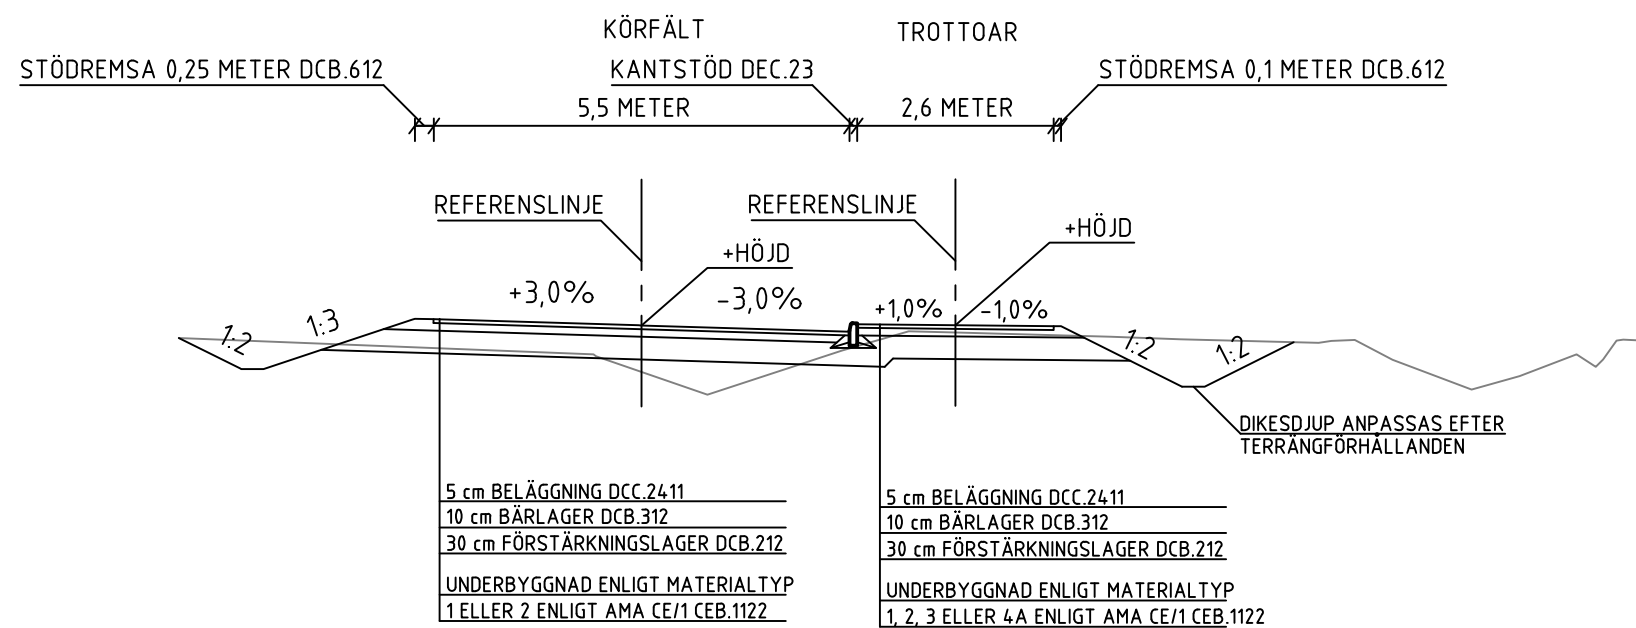 KÖRFÄLT
TROTTOAR
STÖDREMSA 0,25 METER DCB.612
KANTSTÖD DEC.23
STÖDREMSA 0,1 METER DCB.612
5,5 METER
2,6 METER
REFERENSLINJE
REFERENSLINJE
+HÖJD
+HÖJD
+3,0%
-3,0%
+1,0%
-1,0%
1:2
1:3
1:2
1:2
DIKESDJUP ANPASSAS EFTER
TERRÄNGFÖRHÅLLANDEN
5 cm BELÄGGNING DCC.2411
10 cm BÄRLAGER DCB.312
30 cm FÖRSTÄRKNINGSLAGER DCB.212
UNDERBYGGNAD ENLIGT MATERIALTYP
1 ELLER 2 ENLIGT AMA CE/1 CEB.1122
5 cm BELÄGGNING DCC.2411
10 cm BÄRLAGER DCB.312
30 cm FÖRSTÄRKNINGSLAGER DCB.212
UNDERBYGGNAD ENLIGT MATERIALTYP
1, 2, 3 ELLER 4A ENLIGT AMA CE/1 CEB.1122